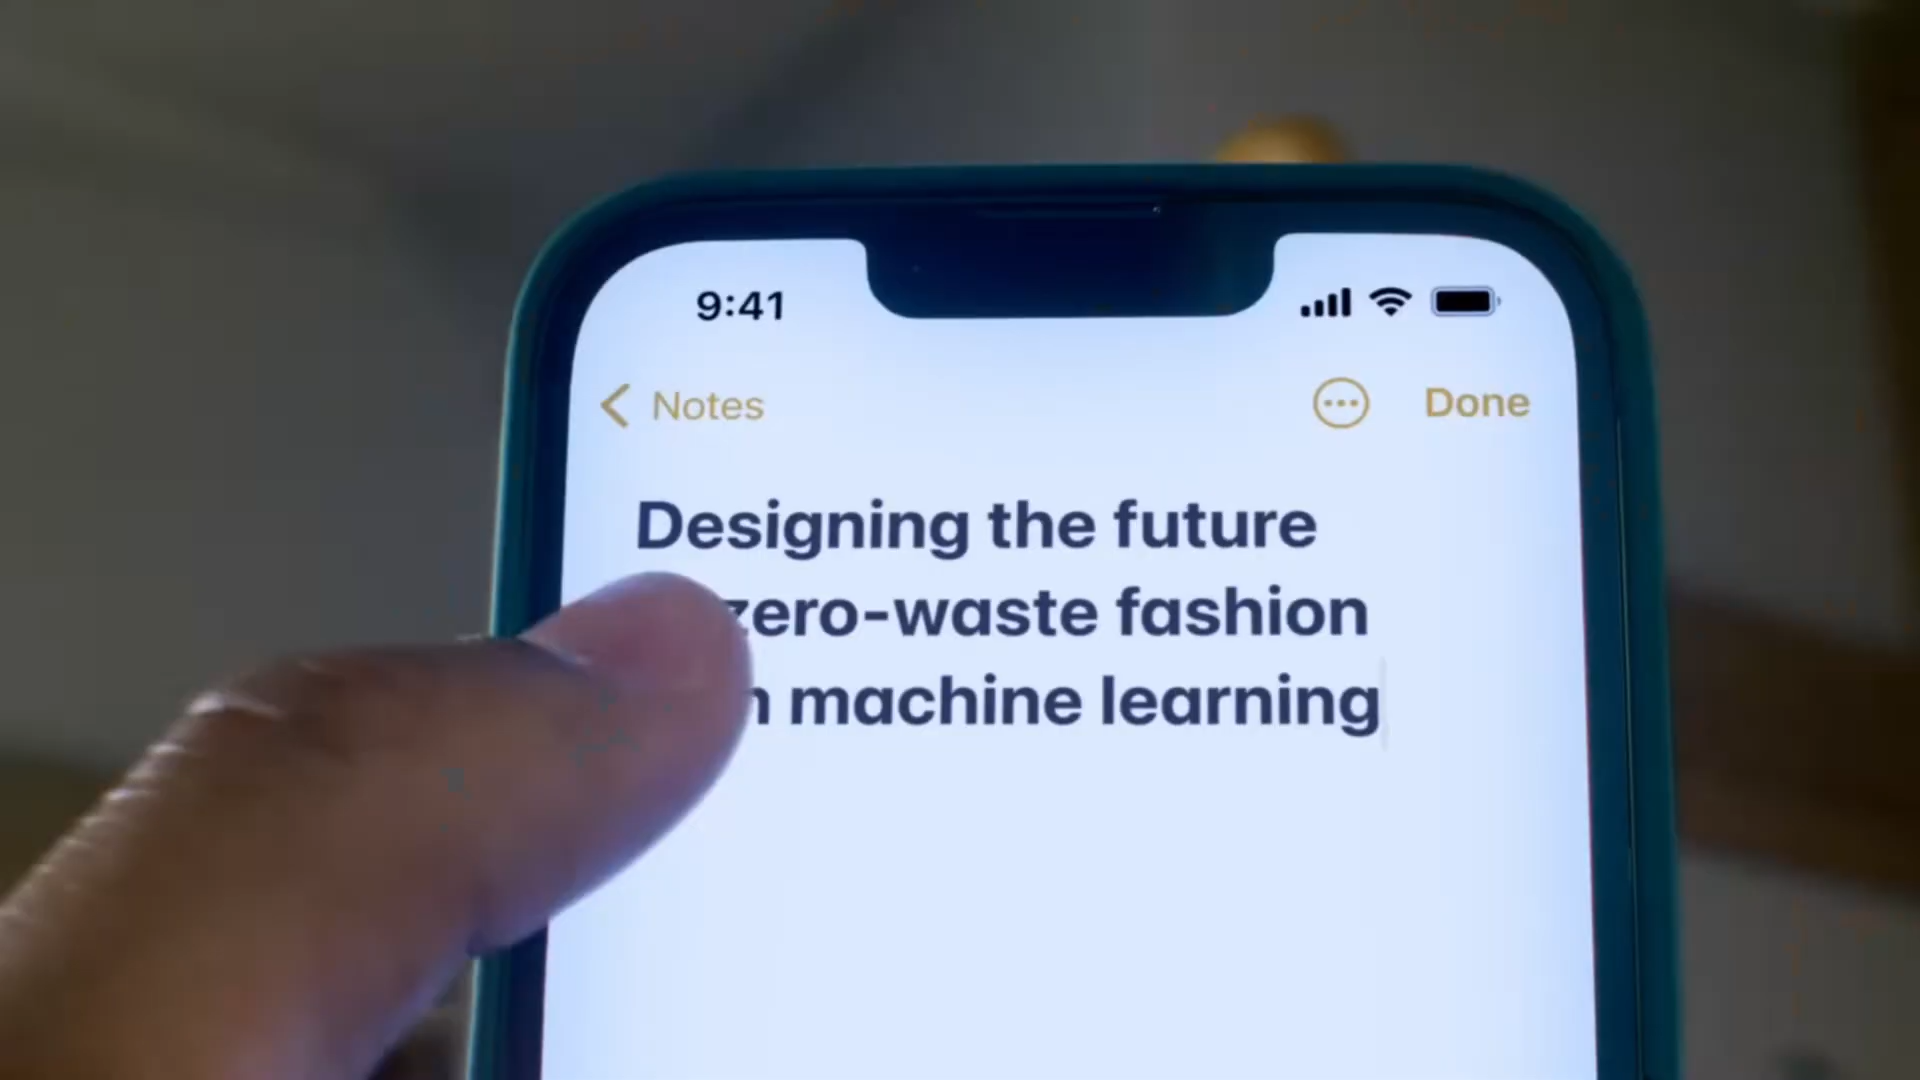 9:41
Notes
Done
Designing the future
zero-waste fashion
machine learning